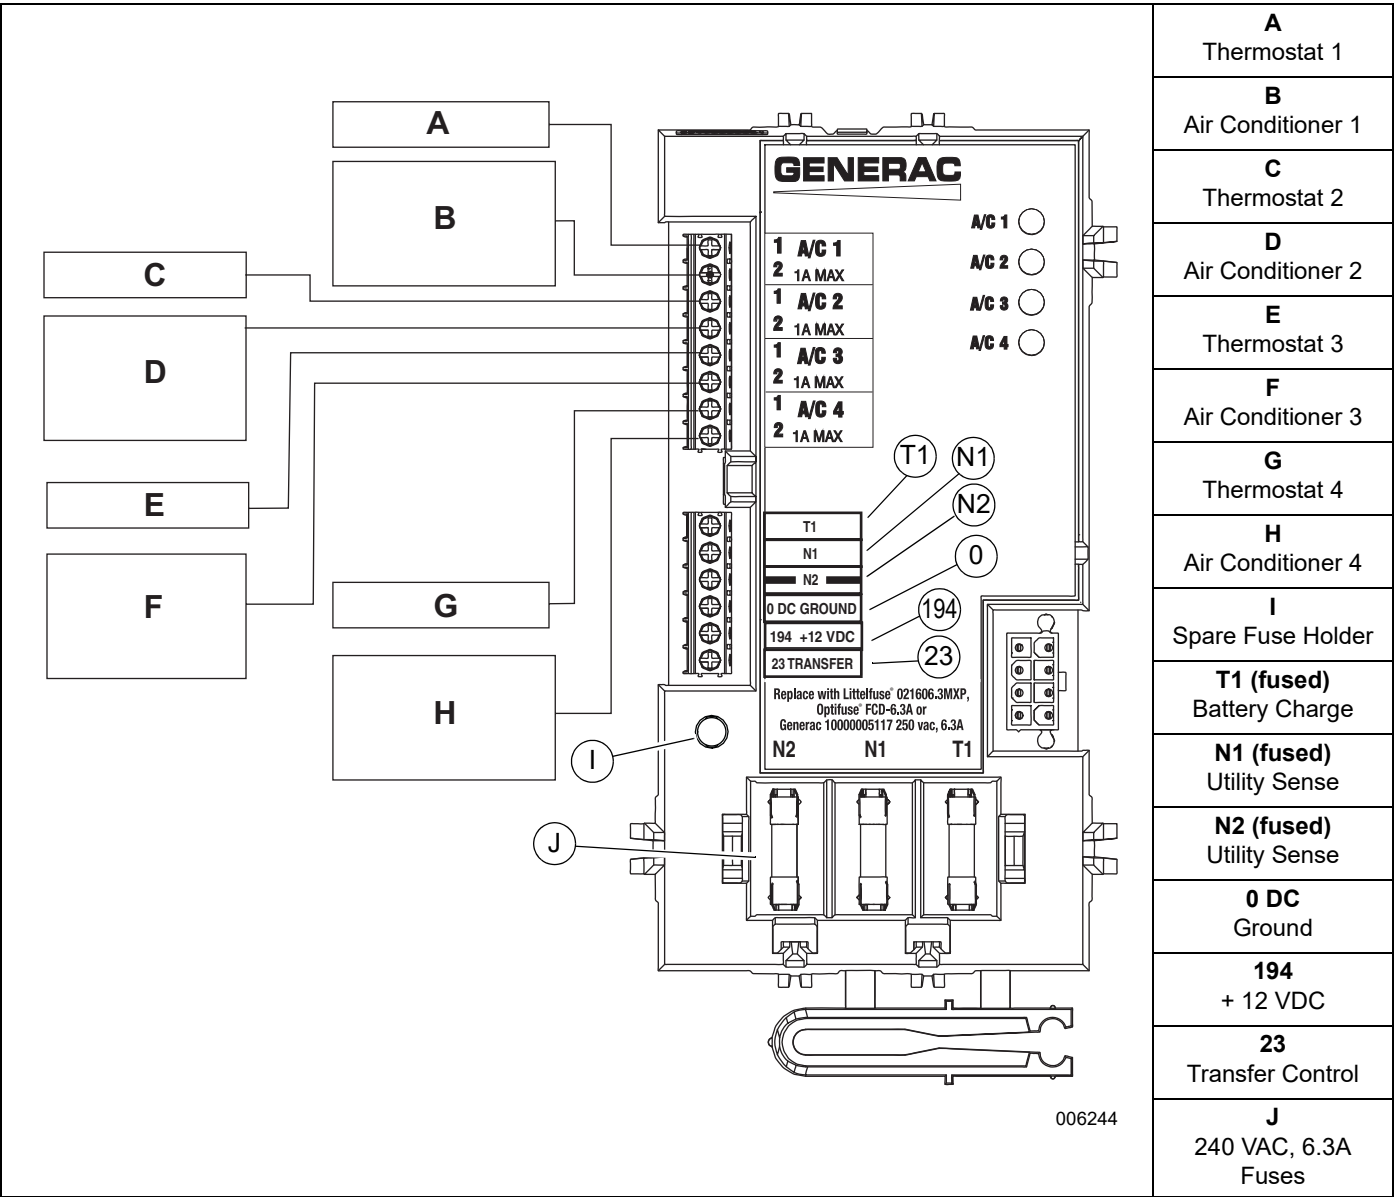 A
B
C
D
E
F
G
H
I
J
GENERAC
A/C 1
A/C 2
A/C 3
A/C 4
1 A/C 1
2 1A MAX
1 A/C 2
2 1A MAX
1 A/C 3
2 1A MAX
1 A/C 4
2 1A MAX
T1
N1
N2
0
194
23
T1
N1
N2
0 DC GROUND
194 +12 VDC
23 TRANSFER
Replace with Littelfuse® 021606.3MXP,
Optifuse® FCD-6.3A or
Generac 10000005117 250 vac, 6.3A
N2 N1 T1
006244
A
Thermostat 1
B
Air Conditioner 1
C
Thermostat 2
D
Air Conditioner 2
E
Thermostat 3
F
Air Conditioner 3
G
Thermostat 4
H
Air Conditioner 4
I
Spare Fuse Holder
T1 (fused)
Battery Charge
N1 (fused)
Utility Sense
N2 (fused)
Utility Sense
0 DC
Ground
194
+ 12 VDC
23
Transfer Control
J
240 VAC, 6.3A
Fuses